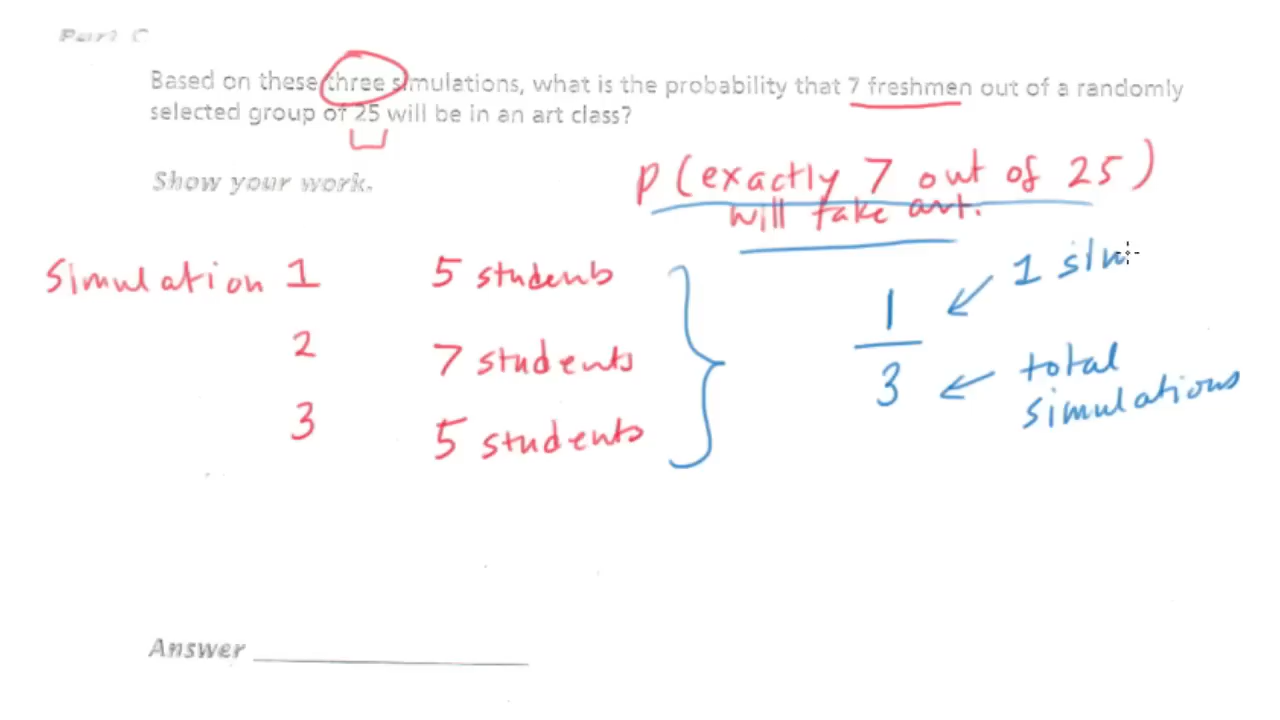 Part C
Based on these three simulations, what is the probability that 7 freshmen out of a randomly
selected group of 25 will be in an art class?
Show your work.
P (exactly 7 out of 25)
will take art.
Simulation 1 5 students
2 7 students
3 5 students
1 1 sim
3 total
simulations
Answer